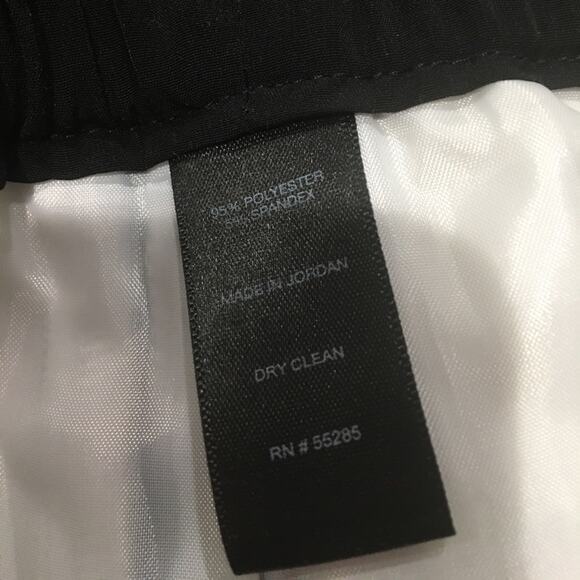 95% POLYESTER
5% SPANDEX
MADE IN JORDAN
DRY CLEAN
RN # 55285